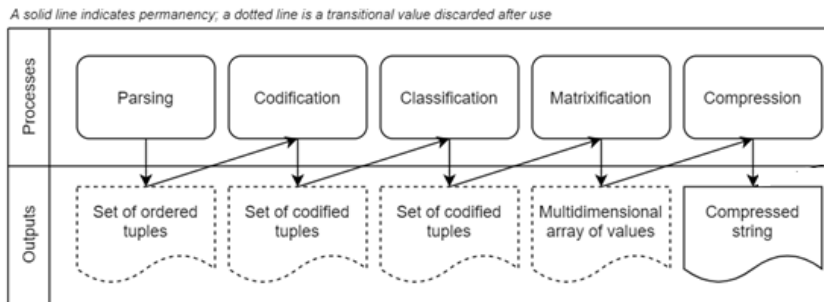 A solid line indicates permanency; a dotted line is a transitional value discarded after use
Processes
Parsing
Codification
Classification
Matrixification
Compression
Outputs
Set of ordered
tuples
Set of codified
tuples
Set of codified
tuples
Multidimensional
array of values
Compressed
string